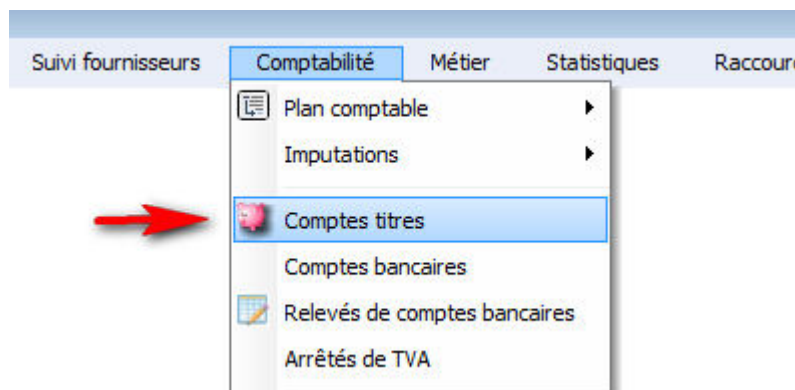 Suivi fournisseurs Comptabilité Métier Statistiques
Plan comptable
Imputations
Comptes titres
Comptes bancaires
Relevés de comptes bancaires
Arrêtés de TVA